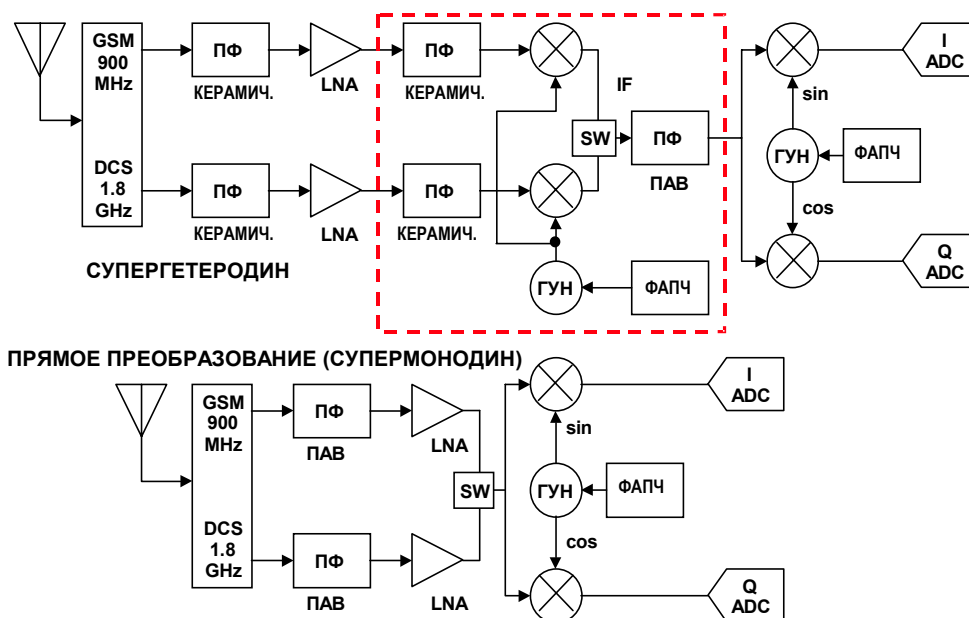 GSM
900
MHz
DCS
1.8
GHz
ПФ
КЕРАМИЧ.
LNA
ПФ
КЕРАМИЧ.
IF
SW
ПФ
ПАВ
sin
I
ADC
ГУН
ФАПЧ
cos
Q
ADC
ПФ
КЕРАМИЧ.
LNA
ПФ
КЕРАМИЧ.
ГУН
ФАПЧ
СУПЕРГЕТЕРОДИН
ПРЯМОЕ ПРЕОБРАЗОВАНИЕ (СУПЕРМОНОДИН)
GSM
900
MHz
DCS
1.8
GHz
ПФ
ПАВ
LNA
SW
sin
I
ADC
ГУН
ФАПЧ
cos
Q
ADC
ПФ
ПАВ
LNA